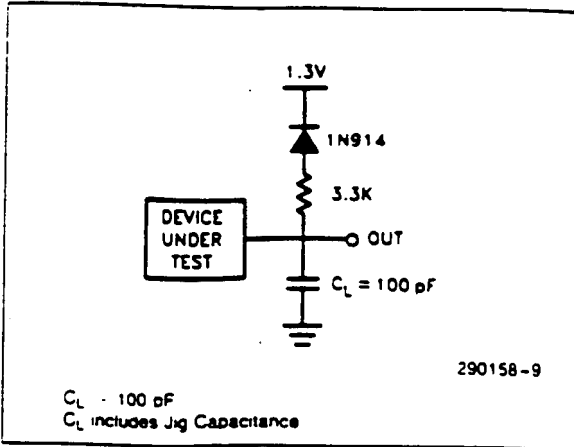 1.3V
1N914
3.3K
DEVICE
UNDER
TEST
OUT
C_L = 100 pF
290158-9
C_L - 100 pF
C_L includes Jig Capacitance